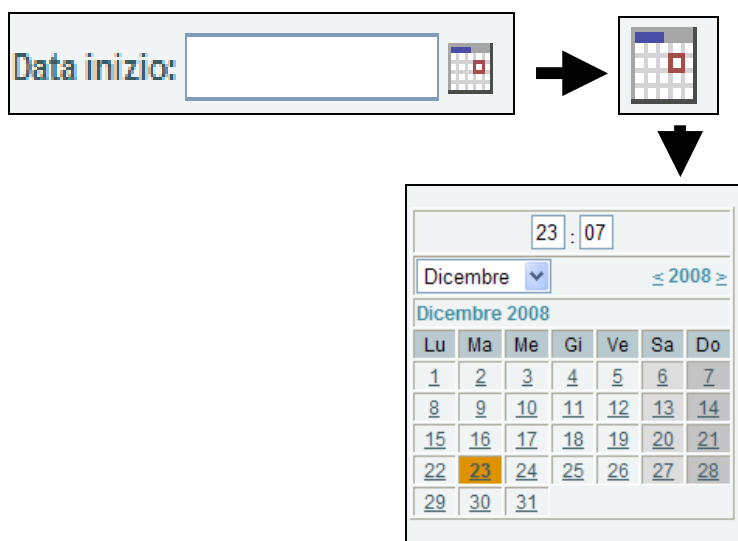 Data inizio:
23 : 07
Dicembre ≤ 2008 ≥
Dicembre 2008
Lu Ma Me Gi Ve Sa Do
1 2 3 4 5 6 7
8 9 10 11 12 13 14
15 16 17 18 19 20 21
22 23 24 25 26 27 28
29 30 31